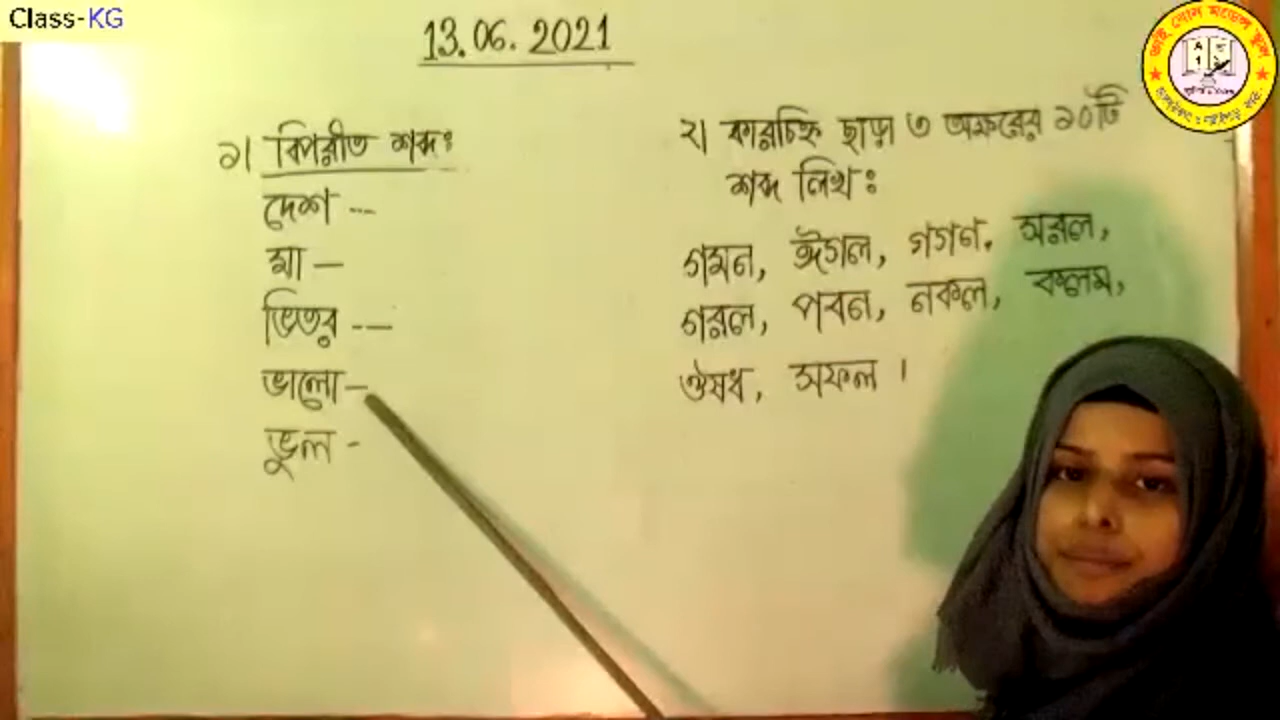 Class-KG
13.06.2021
১। বিপরীত শব্দঃ
দেশ ---
মা —
ভিতর ---
ভালো —
ভুল -
২। কারচিহ্ন ছাড়া ৩ অক্ষরের ১০টি
শব্দ লিখঃ
গমন, ঈগল, গগণ, সরল,
গরল, পবন, নকল, কলম,
ঔষধ, সফল।